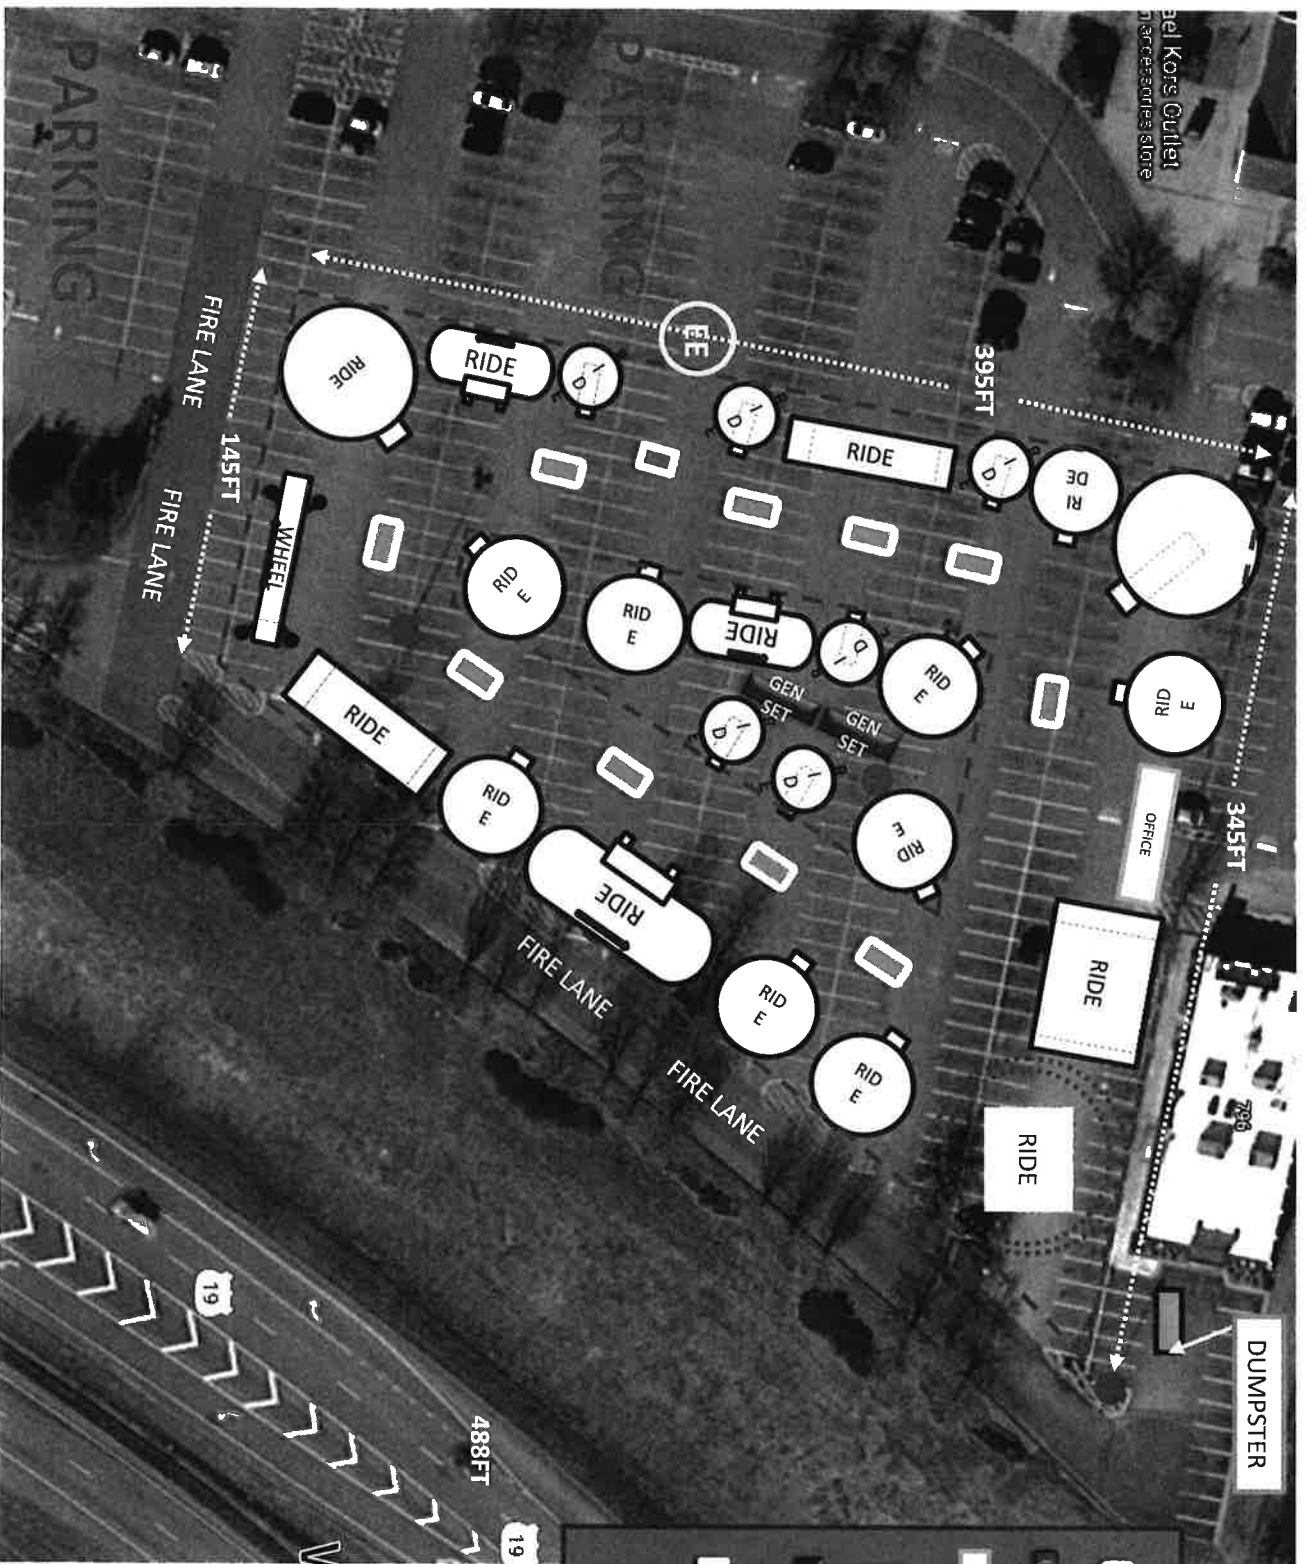 ael Kors Outlet
n accessories store
PARKING
PARKING
395FT
FIRE LANE
145FT
FIRE LANE
RIDE
RIDE
I
D
I
D
RIDE
I
D
RI
DE
WHEEL
RID
E
RID
E
RIDE
I
D
RID
E
RID
E
GEN
SET
GEN
SET
I
D
I
D
RID
E
OFFICE
345FT
RIDE
RID
E
RIDE
FIRE LANE
RID
E
RID
E
FIRE LANE
RIDE
RIDE
796
DUMPSTER
19
488FT
19